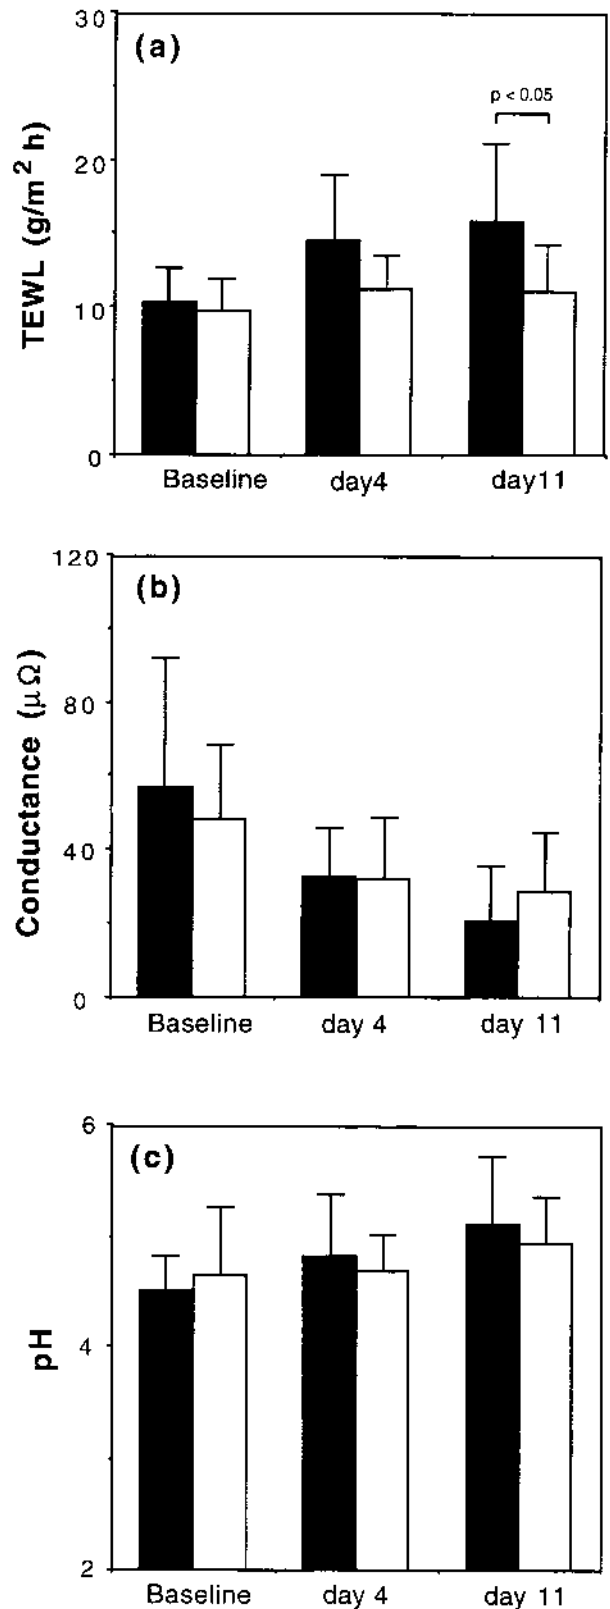 (a)
30
20
10
0
TEWL (g/m² h)
p < 0.05
Baseline day4 day11
(b)
120
80
40
0
Conductance (μΩ)
Baseline day 4 day 11
(c)
6
4
2
pH
Baseline day 4 day 11